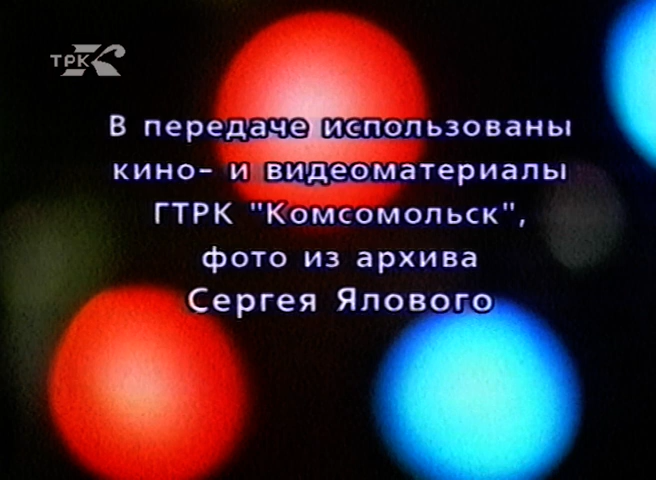 ТРК
В передаче использованы
кино- и видеоматериалы
ГТРК "Комсомольск",
фото из архива
Сергея Ялового